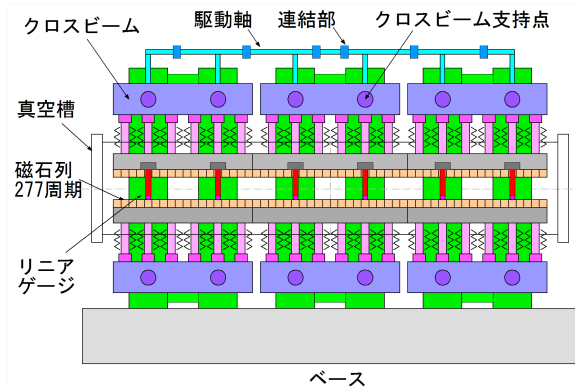 クロスビーム
駆動軸
連結部
クロスビーム支持点
真空槽
磁石列
277周期
リニア
ゲージ
ベース